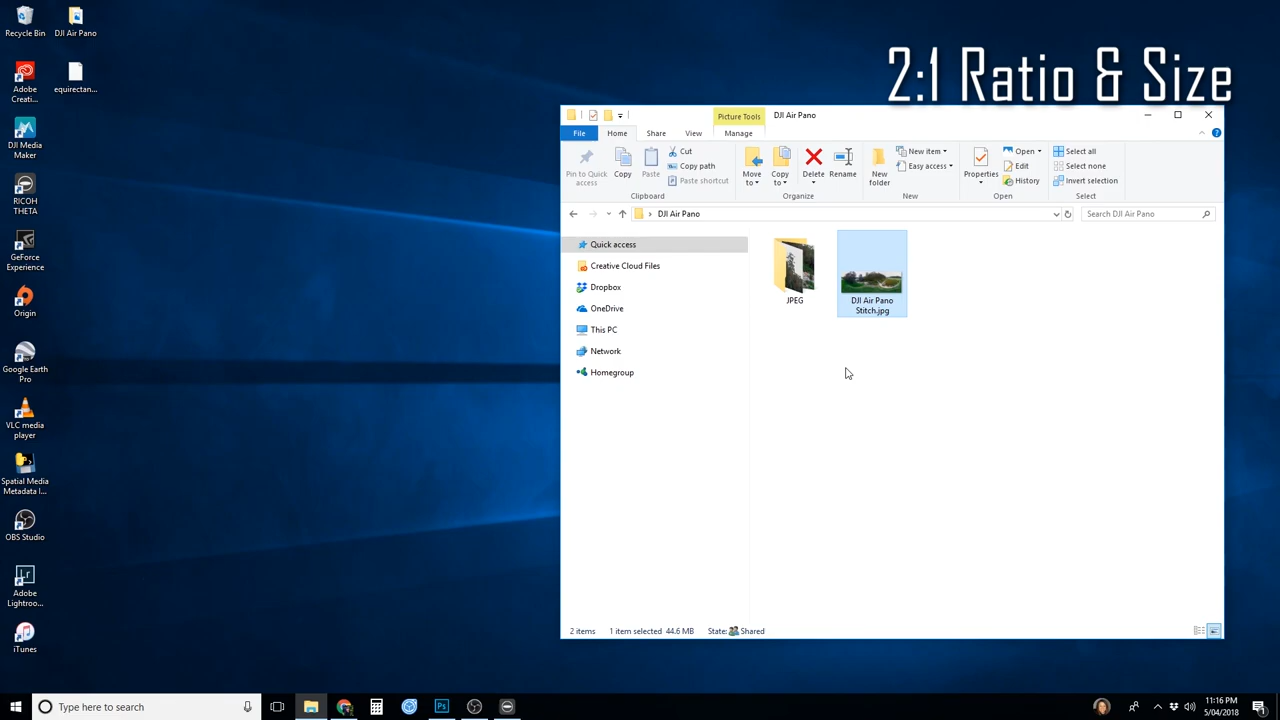 2:1 Ratio & Size
Recycle Bin
DJI Air Pano
Adobe
Creati...
equirectan...
DJI Media
Maker
RICOH
THETA
GeForce
Experience
Origin
Google Earth
Pro
VLC media
player
Spatial Media
Metadata I...
OBS Studio
Lr
Adobe
Lightroo...
iTunes
Picture Tools
DJI Air Pano
File
Home
Share
View
Manage
Pin to Quick
access
Copy
Paste
Cut
Copy path
Paste shortcut
Clipboard
Move
to
Copy
to
Delete
Rename
Organize
New
folder
New item
Easy access
New
Properties
Open
Edit
History
Open
Select all
Select none
Invert selection
Select
DJI Air Pano
Search DJI Air Pano
Quick access
Creative Cloud Files
Dropbox
OneDrive
This PC
Network
Homegroup
JPEG
DJI Air Pano
Stitch.jpg
2 items 1 item selected 44.6 MB State: Shared
Type here to search
Ps
11:16 PM
5/04/2018
1